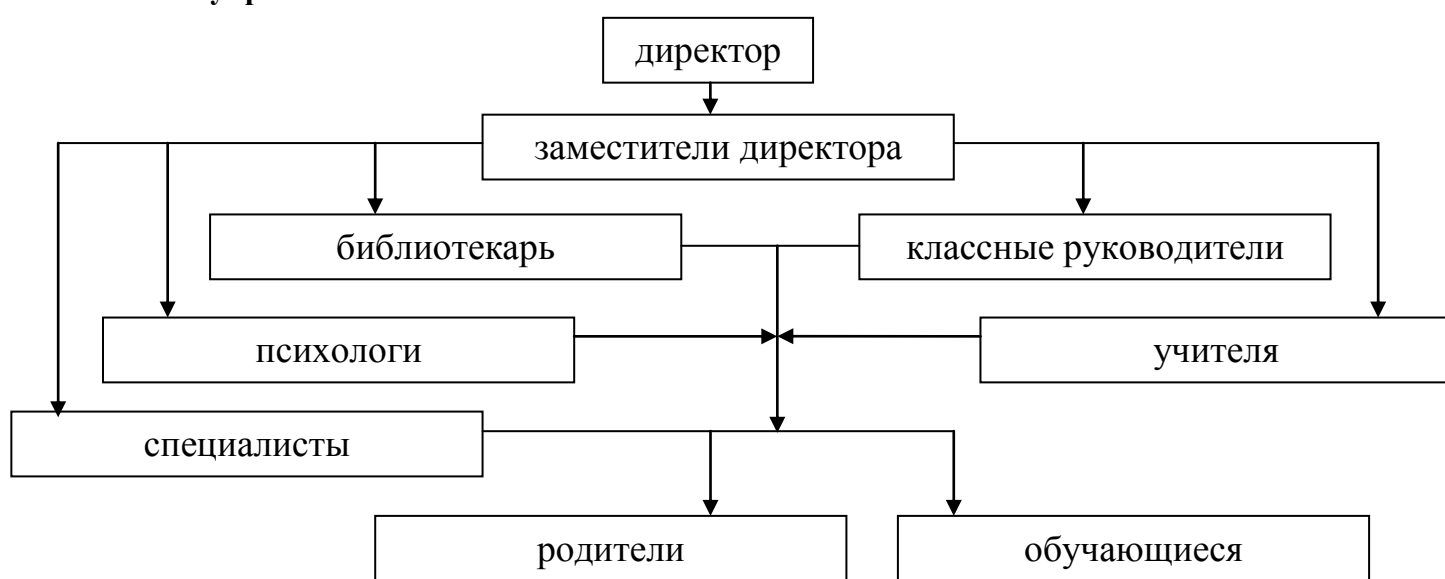 директор
заместители директора
библиотекарь
классные руководители
психологи
учителя
специалисты
родители
обучающиеся